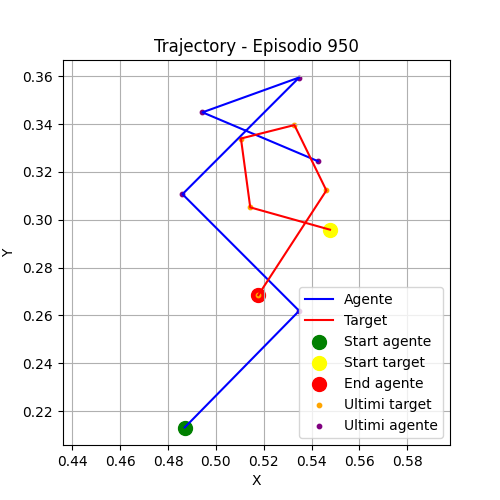 Trajectory - Episodio 950
Y
0.36
0.34
0.32
0.30
0.28
0.26
0.24
0.22
Agente
Target
Start agente
Start target
End agente
Ultimi target
Ultimi agente
0.44 0.46 0.48 0.50 0.52 0.54 0.56 0.58
X